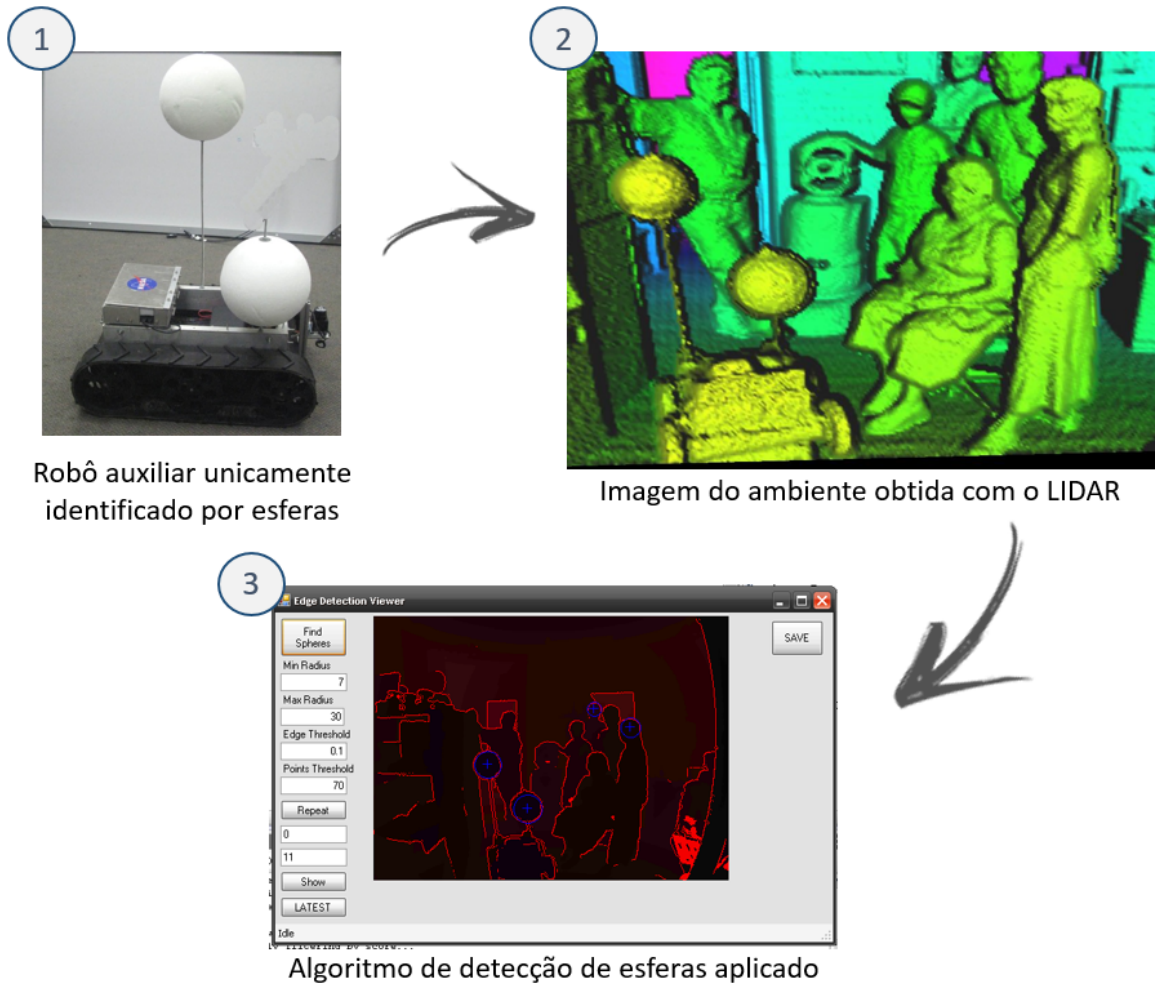 1
2
Robô auxiliar unicamente
identificado por esferas
Imagem do ambiente obtida com o LIDAR
3
Edge Detection Viewer
Find
Spheres
SAVE
Min Radius
7
Max Radius
30
Edge Threshold
0.1
Points Threshold
70
Repeat
0
11
Show
LATEST
Idle
Algoritmo de detecção de esferas aplicado